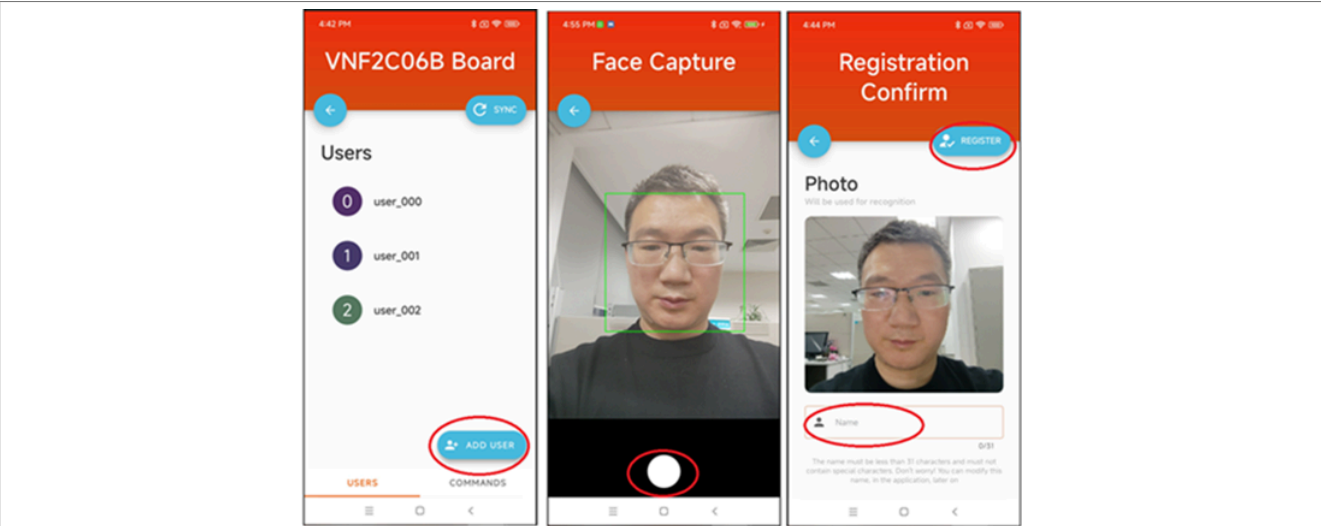 4:42 PM
VNF2C06B Board
SYNC
Users
0 user_000
1 user_001
2 user_002
ADD USER
USERS COMMANDS
4:55 PM
Face Capture
4:44 PM
Registration
Confirm
REGISTER
Photo
Will be used for recognition
Name
0/31
The name must be less than 31 characters and must not
contain special characters. Don't worry! You can modify this
name, in the application, later on